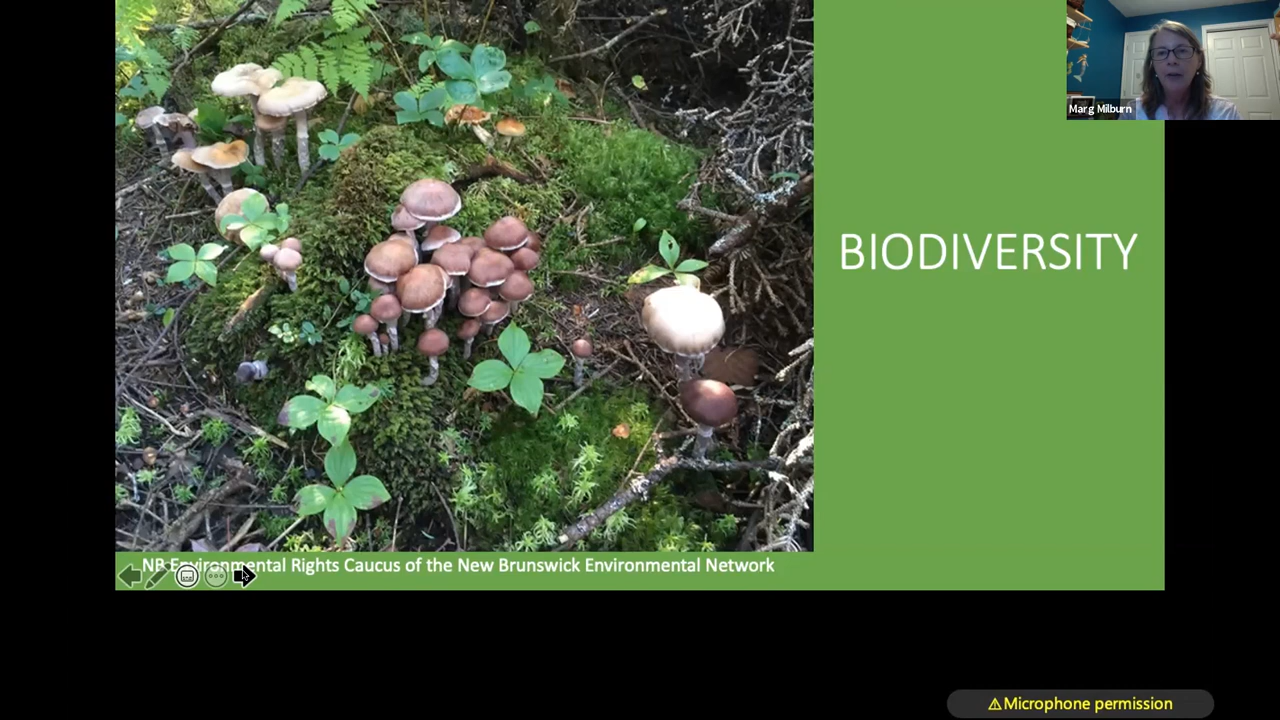 Marg Milburn
BIODIVERSITY
NB Environmental Rights Caucus of the New Brunswick Environmental Network
⚠Microphone permission